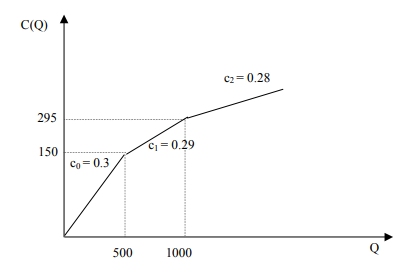 C(Q)
c₂ = 0.28
295
c₁ = 0.29
150
c₀ = 0.3
500
1000
Q